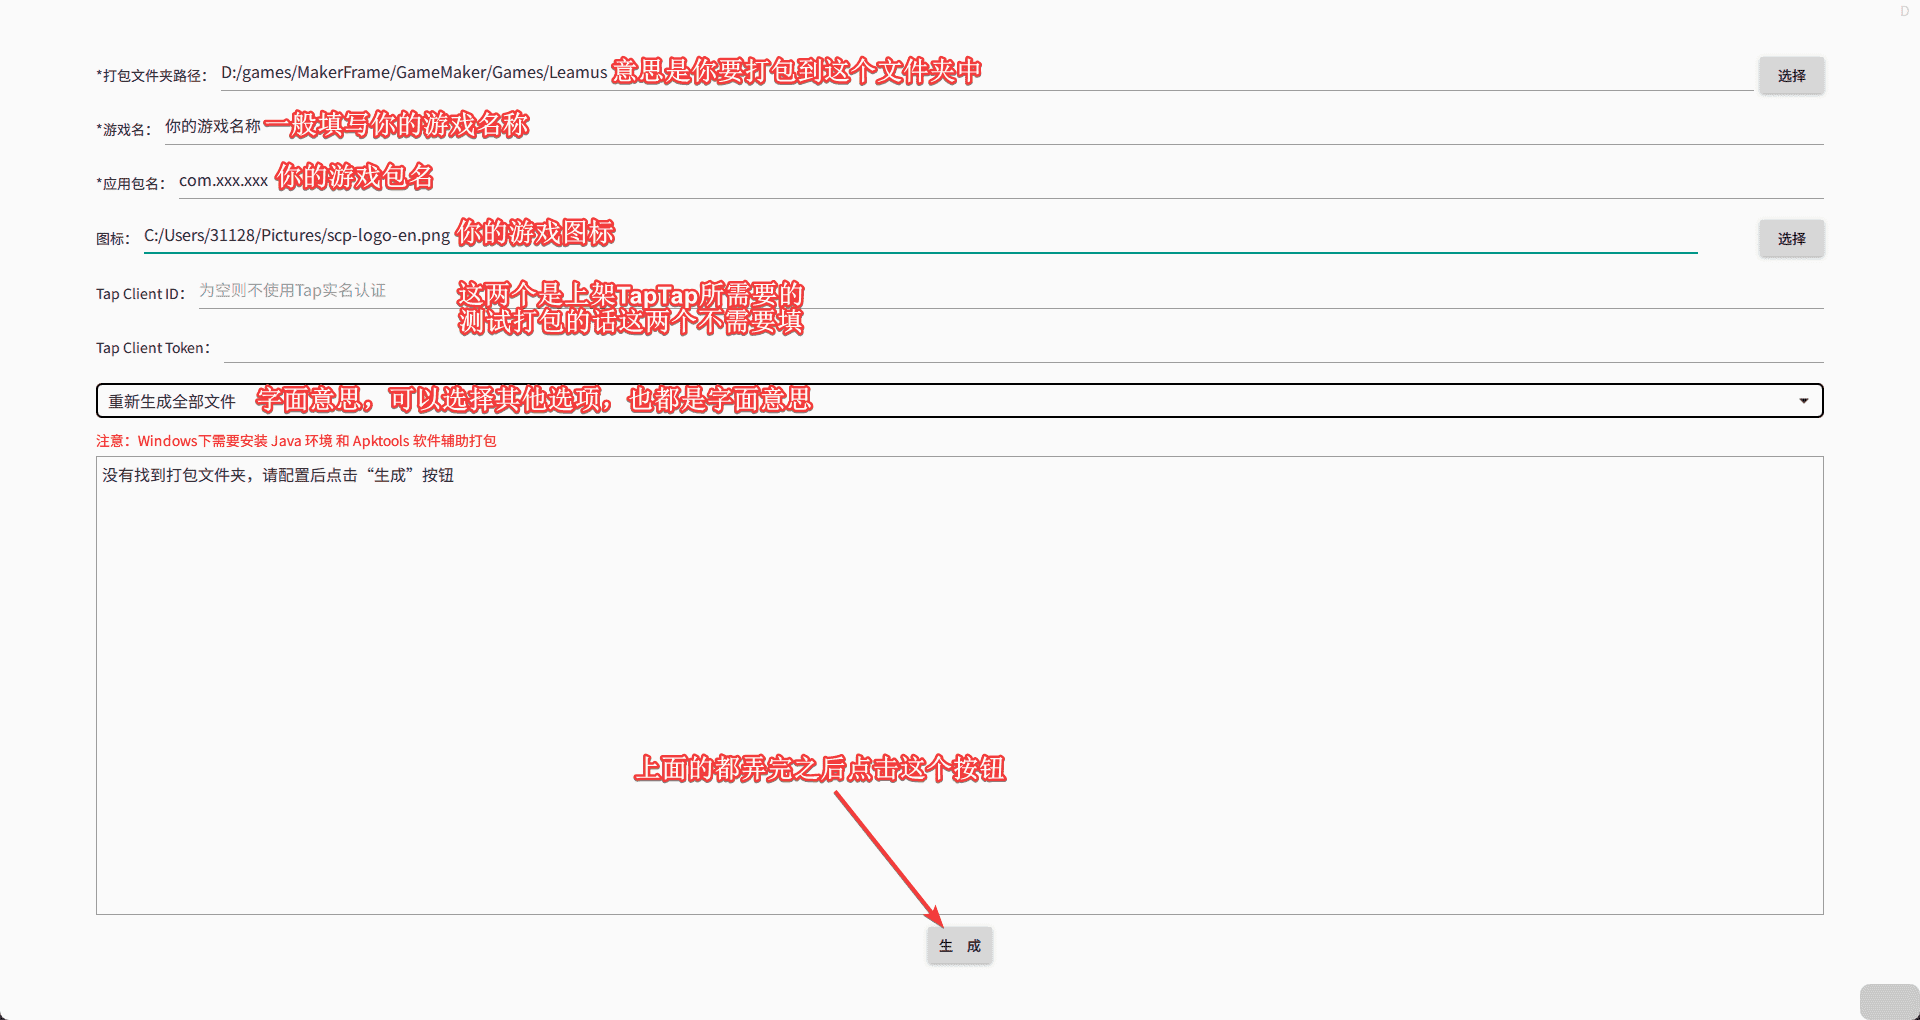 D
*打包文件夹路径： D:/games/MakerFrame/GameMaker/Games/Leamus 意思是你要打包到这个文件夹中 选择
*游戏名： 你的游戏名称 一般填写你的游戏名称
*应用包名： com.xxx.xxx 你的游戏包名
图标： C:/Users/31128/Pictures/scp-logo-en.png 你的游戏图标 选择
Tap Client ID： 为空则不使用Tap实名认证 这两个是上架TapTap所需要的
测试打包的话这两个不需要填
Tap Client Token：
重新生成全部文件 字面意思，可以选择其他选项，也都是字面意思
注意：Windows下需要安装 Java 环境 和 Apktools 软件辅助打包
没有找到打包文件夹，请配置后点击“生成”按钮
上面的都弄完之后点击这个按钮
生 成